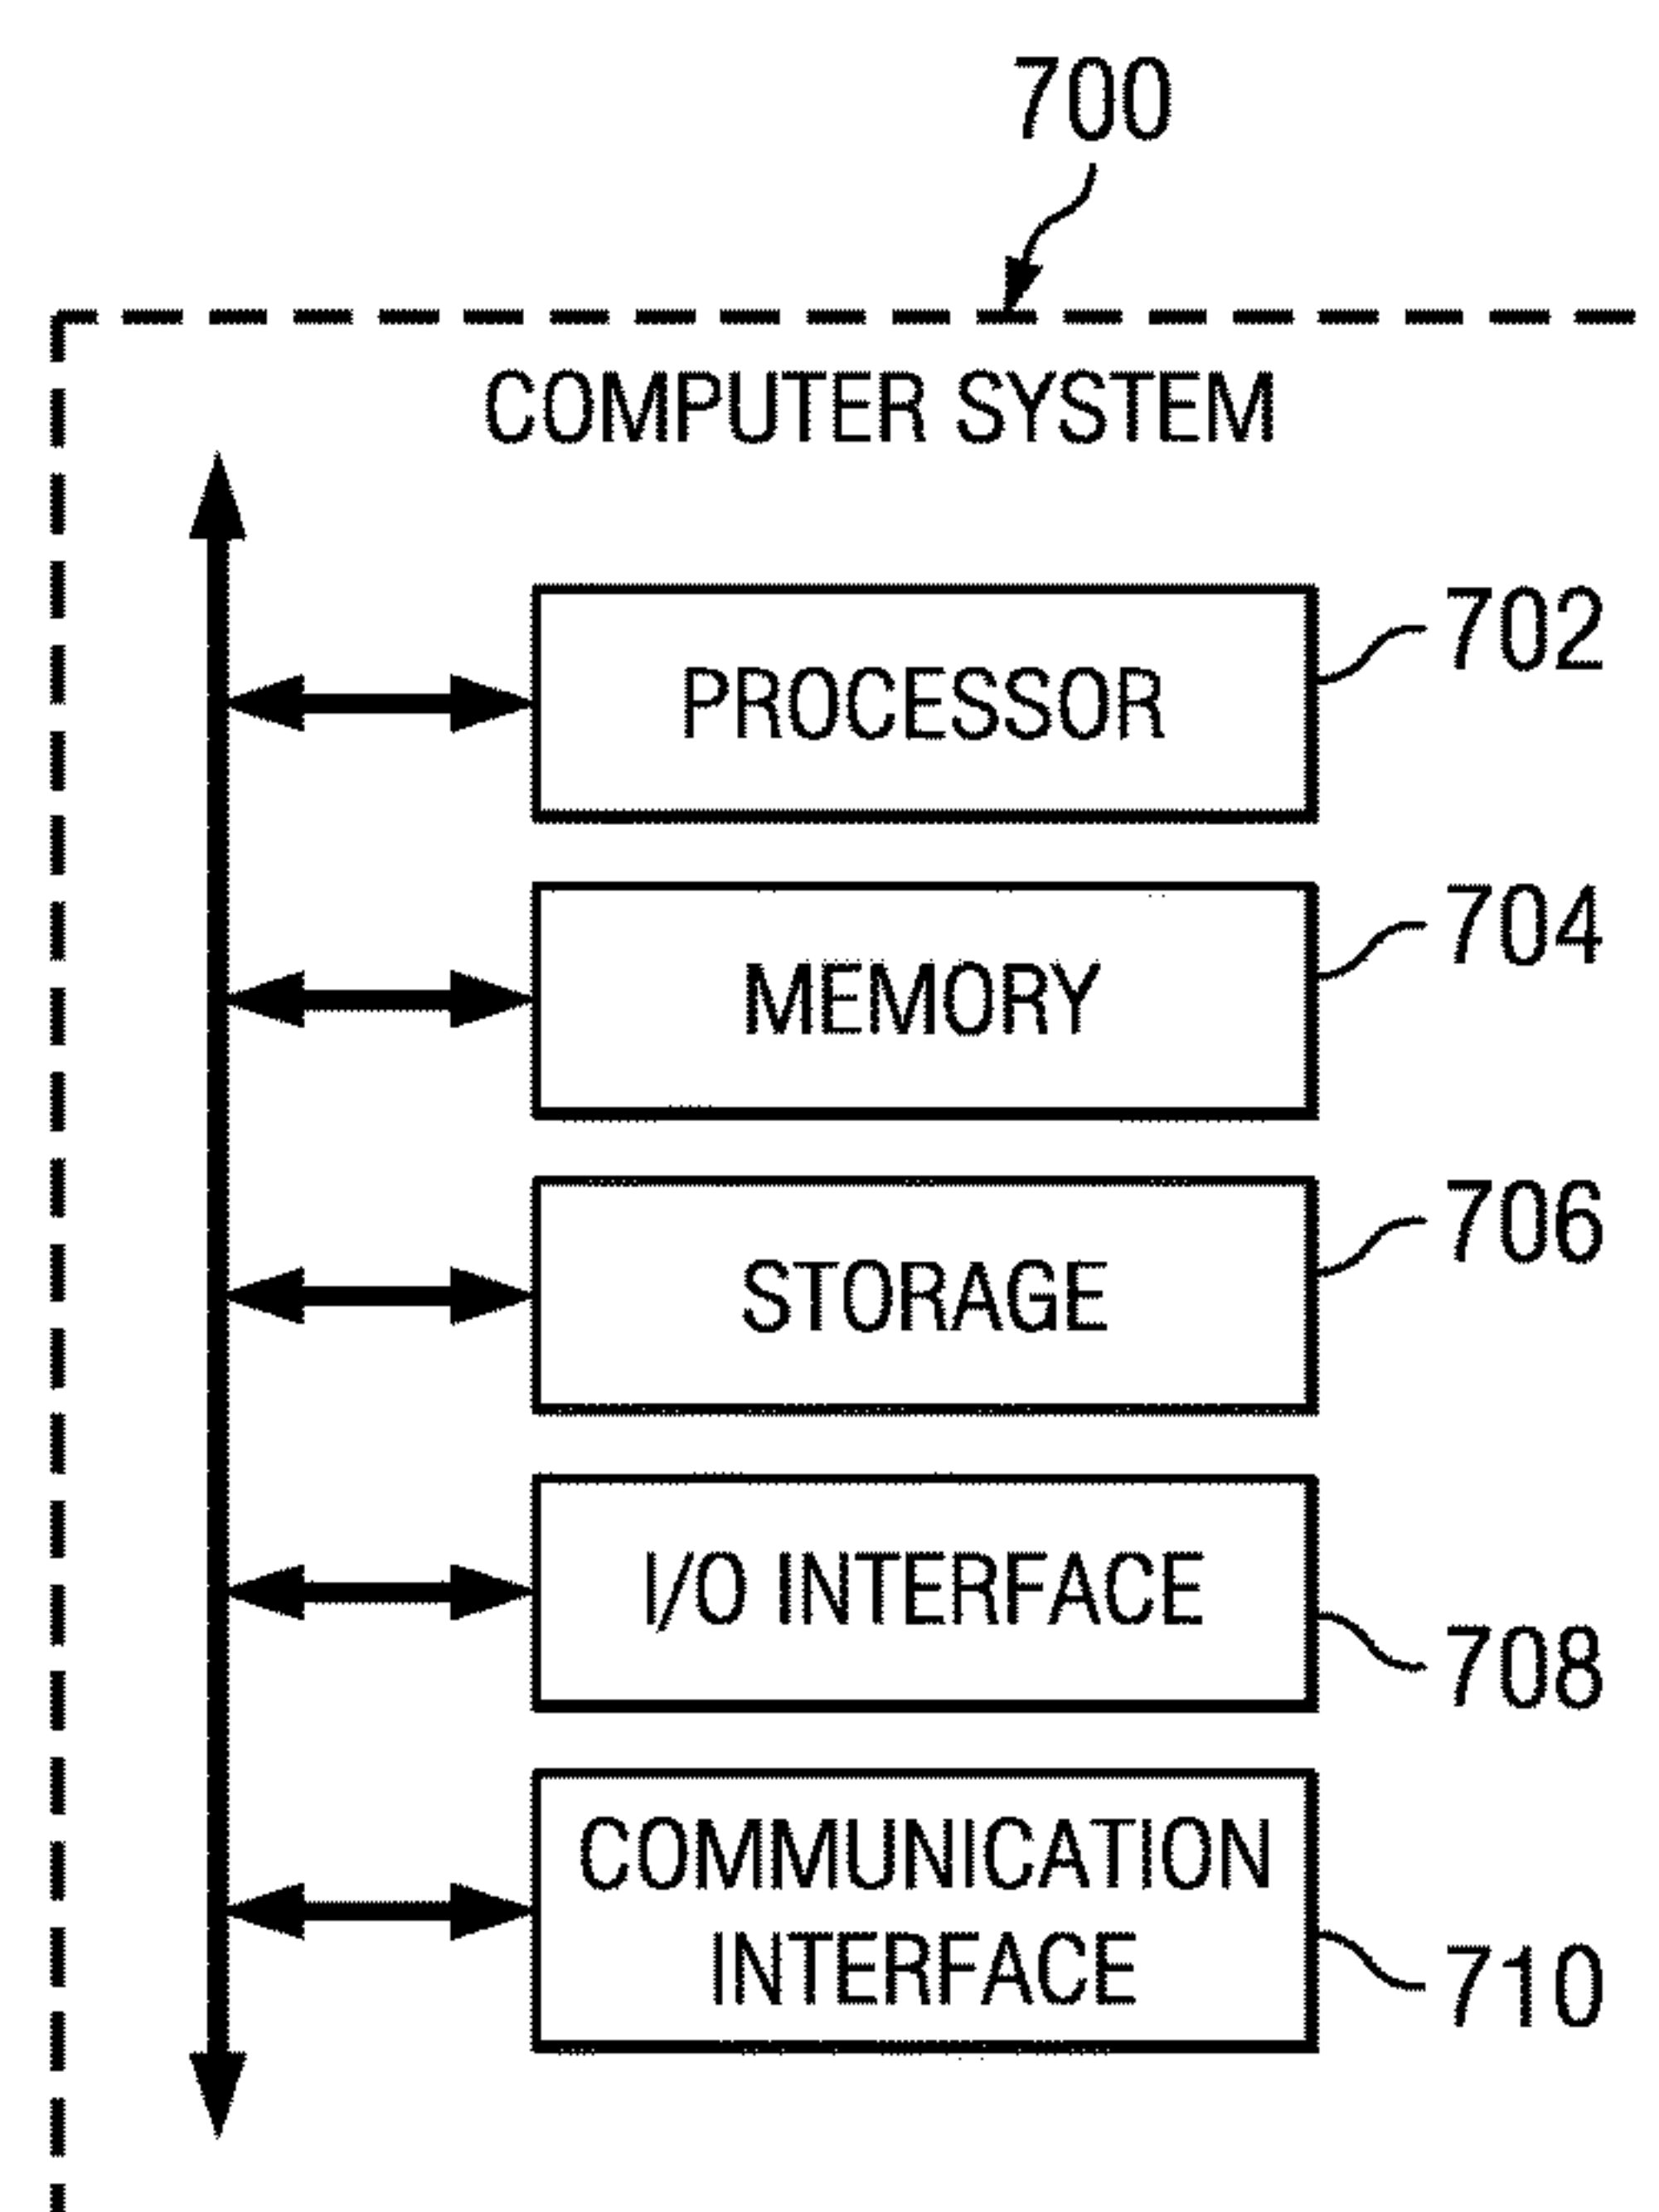 700
COMPUTER SYSTEM
PROCESSOR
702
MEMORY
704
STORAGE
706
I/O INTERFACE
708
COMMUNICATION
INTERFACE
710